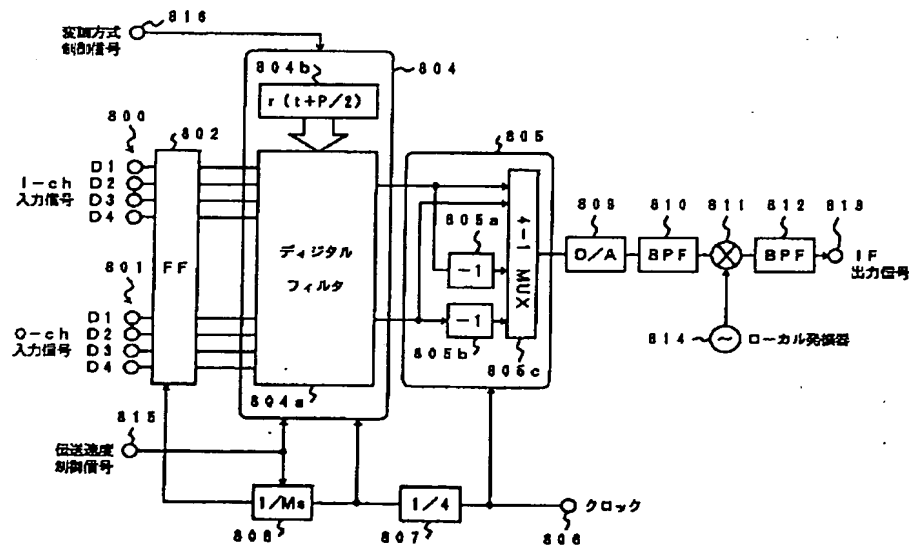 変調方式
制御信号
816
804
804b
r(t+P/2)
800
802
I-ch
入力信号
D1
D2
D3
D4
FF
ディジタル
フィルタ
801
Q-ch
入力信号
D1
D2
D3
D4
804a
805
805a
-1
-1
805b
4-1 MUX
805c
809
D/A
810
BPF
811
812
BPF
813
IF
出力信号
814
~
ローカル発振器
815
伝送速度
制御信号
1/Ms
808
1/4
807
クロック
806